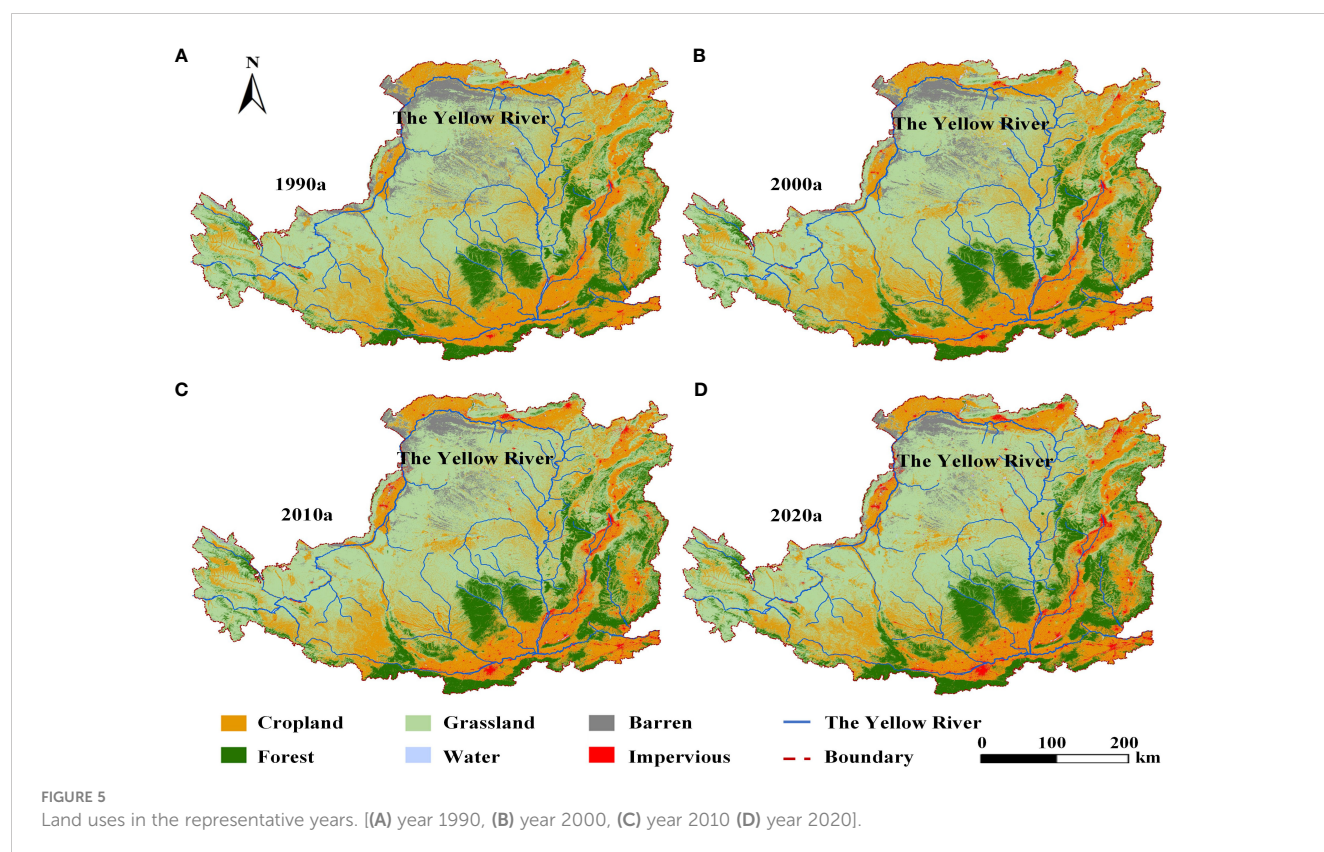 A
N
The Yellow River
1990a
B
The Yellow River
2000a
C
The Yellow River
2010a
D
The Yellow River
2020a
Cropland Grassland Barren The Yellow River
Forest Water Impervious Boundary
0 100 200
km
FIGURE 5
Land uses in the representative years. [(A) year 1990, (B) year 2000, (C) year 2010 (D) year 2020].